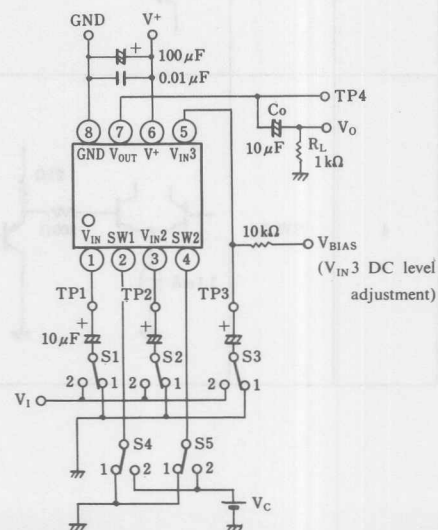 GND V⁺
+
100μF
0.01μF
TP4
Co
Vo
10μF
RL
1kΩ
8 7 6 5
GND VOUT V⁺ VIN3
10kΩ
VBIAS
(VIN3 DC level
adjustment)
VIN SW1 VIN2 SW2
1 2 3 4
TP1 TP2 TP3
+ + +
10μF
S1 S2 S3
2 1 2 1 2 1
VI
S4 S5
1 2 1 2
VC